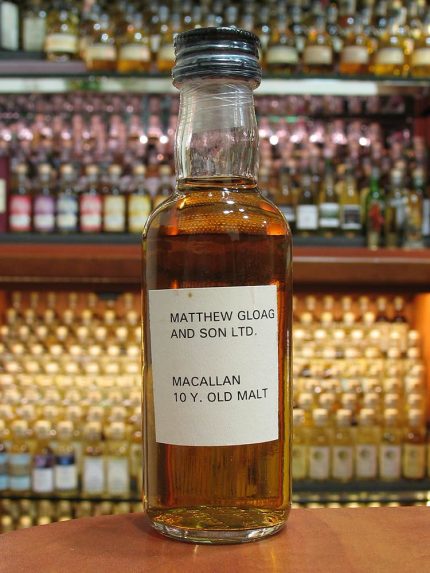 MATTHEW GLOAG
AND SON LTD.
MACALLAN
10 Y. OLD MALT